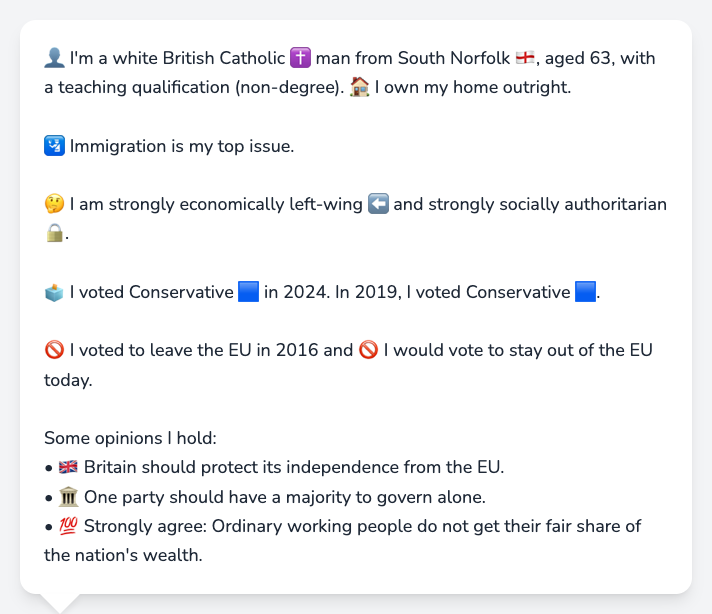 👤 I'm a white British Catholic ✝️ man from South Norfolk 🏴󠁧󠁢󠁥󠁮󠁧󠁿, aged 63, with
a teaching qualification (non-degree). 🏠 I own my home outright.
🛂 Immigration is my top issue.
🤔 I am strongly economically left-wing ⬅️ and strongly socially authoritarian
🔒.
🗳️ I voted Conservative 🟦 in 2024. In 2019, I voted Conservative 🟦.
🚫 I voted to leave the EU in 2016 and 🚫 I would vote to stay out of the EU
today.
Some opinions I hold:
• 🇬🇧 Britain should protect its independence from the EU.
• 🏛️ One party should have a majority to govern alone.
• 💯 Strongly agree: Ordinary working people do not get their fair share of
the nation's wealth.